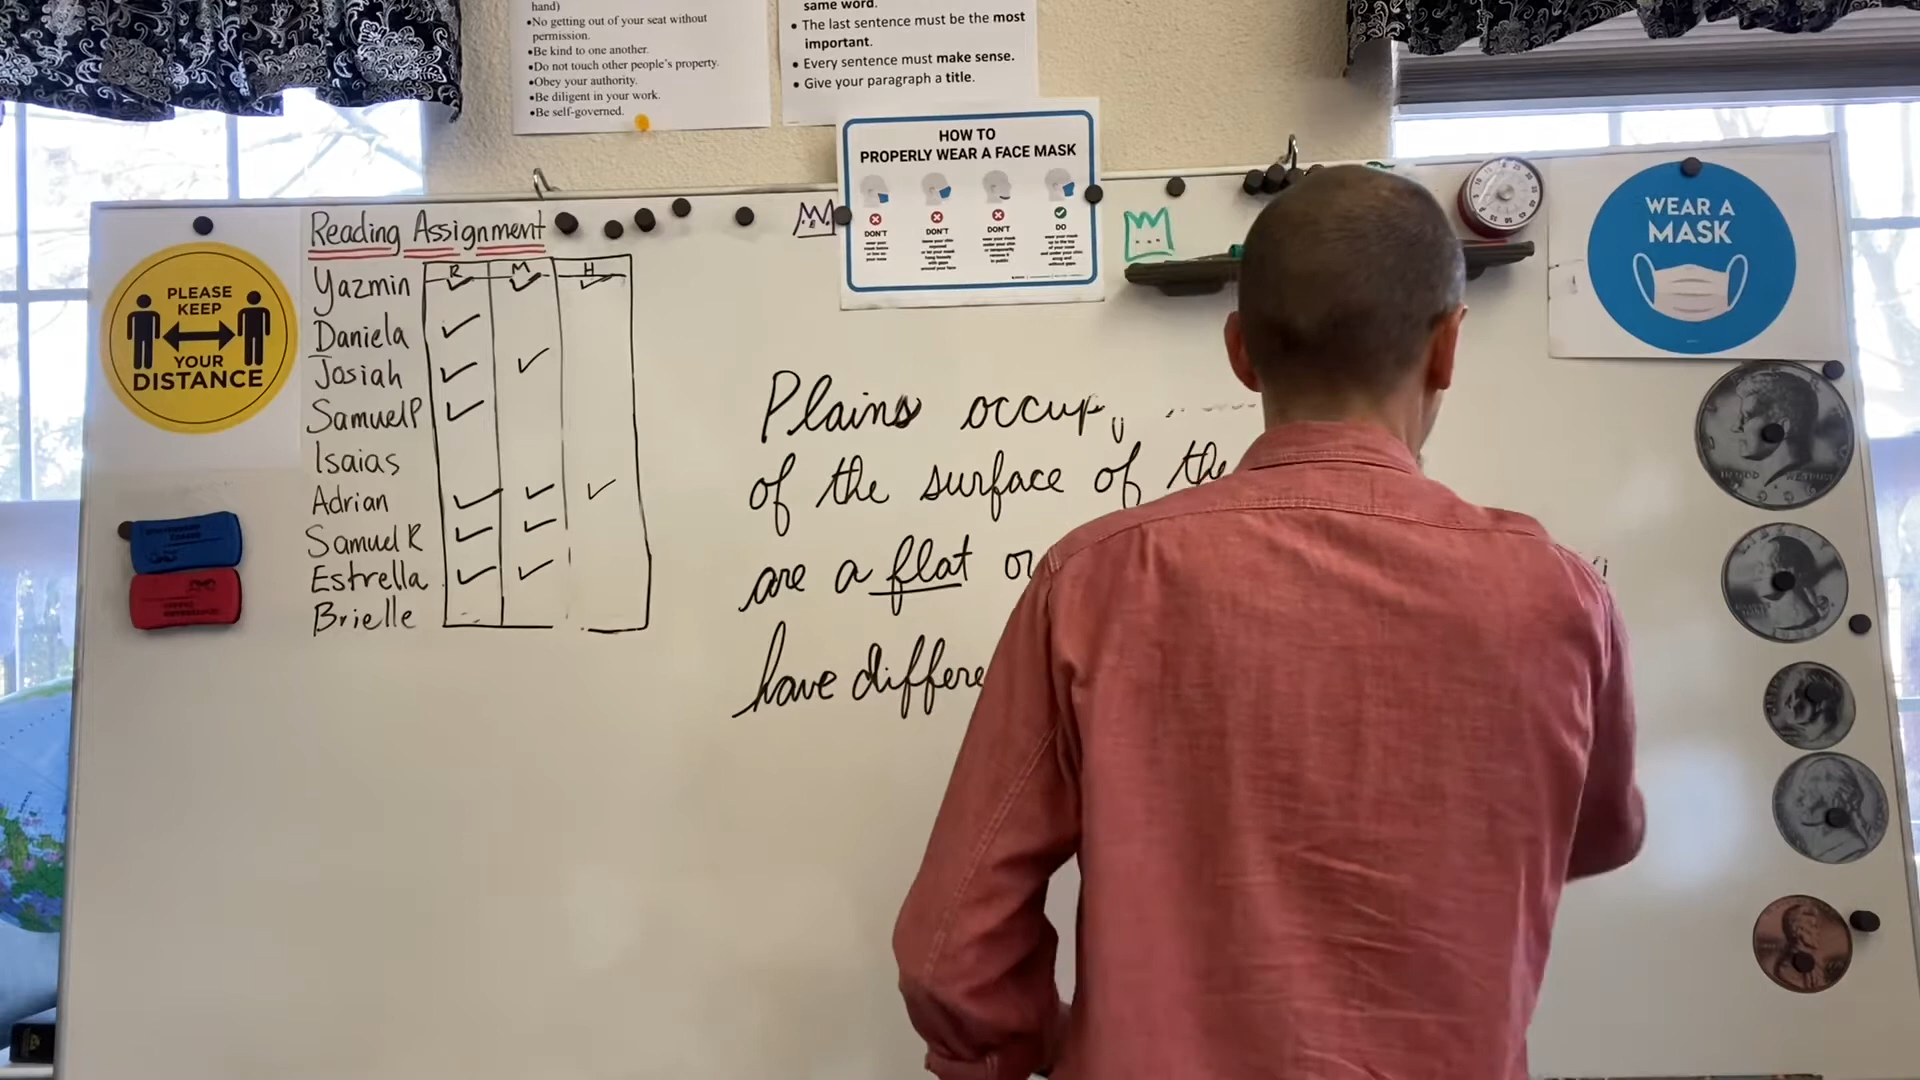 hand)
•No getting out of your seat without
permission.
•Be kind to one another.
•Do not touch other people's property.
•Obey your authority.
•Be diligent in your work.
•Be self-governed.
same word.
• The last sentence must be the most
important.
• Every sentence must make sense.
• Give your paragraph a title.
HOW TO
PROPERLY WEAR A FACE MASK
DON'T
DON'T
DON'T
DO
WEAR A
MASK
PLEASE
KEEP
YOUR
DISTANCE
Reading Assignment
R M H
Yazmin
Daniela
Josiah
Samuel P
Isaias
Adrian
Samuel R
Estrella
Brielle
Plains
of the surface of the
are a flat or
have differe